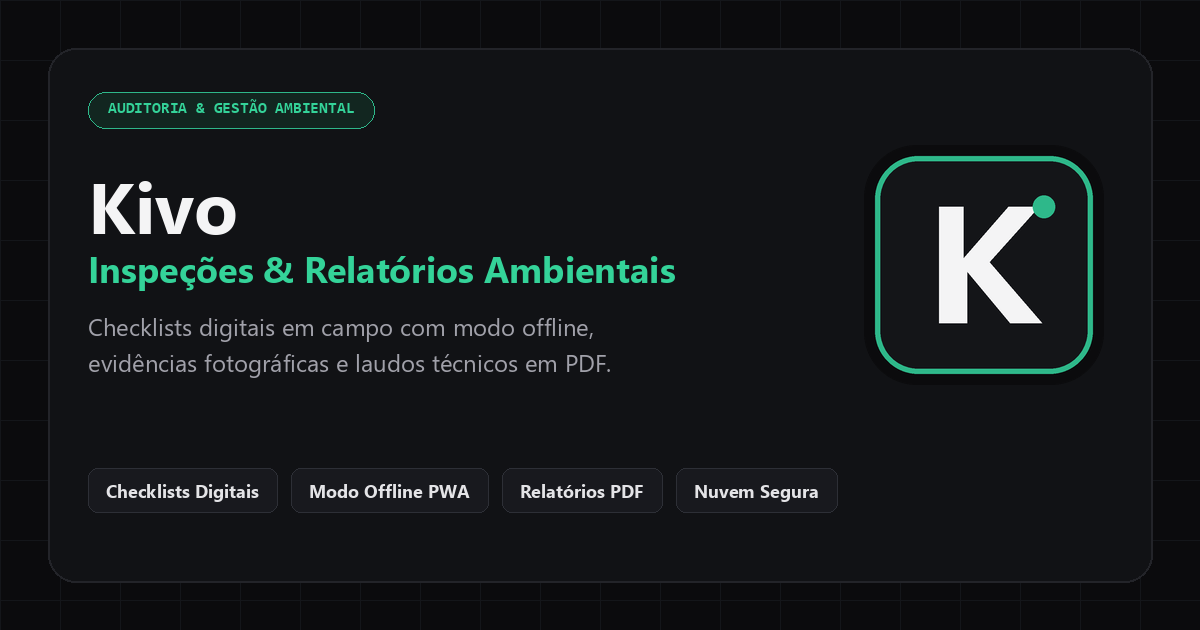 AUDITORIA & GESTÃO AMBIENTAL
Kivo
Inspeções & Relatórios Ambientais
Checklists digitais em campo com modo offline,
evidências fotográficas e laudos técnicos em PDF.
K
Checklists Digitais
Modo Offline PWA
Relatórios PDF
Nuvem Segura